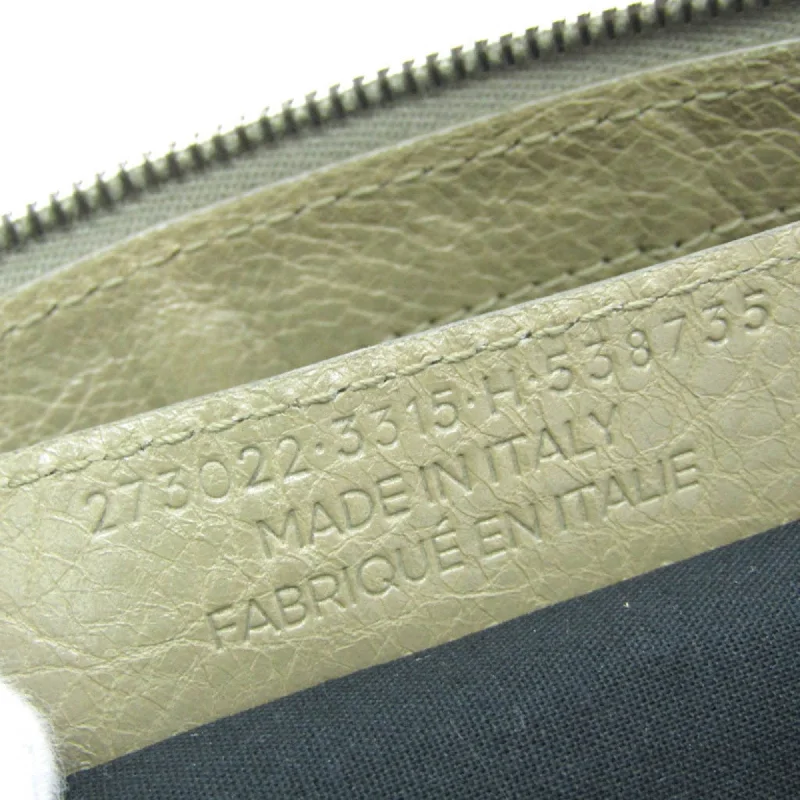 273022·3315·H·538735
MADE IN ITALY
FABRIQUÉ EN ITALIE